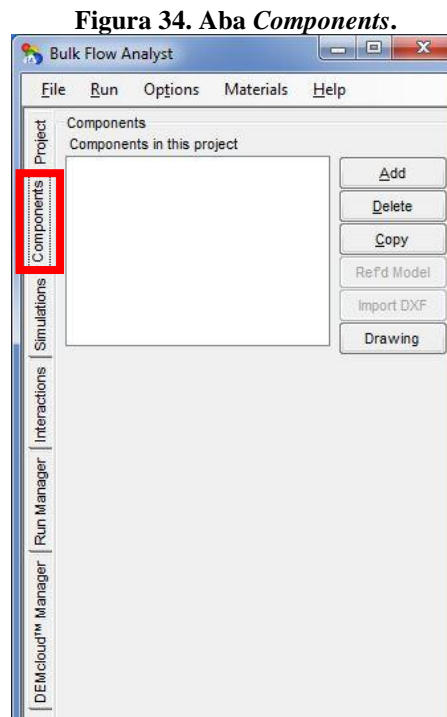 Figura 34. Aba Components.
Bulk Flow Analyst
File Run Options Materials Help
Project
Components
Simulations
Interactions
Run Manager
DEMcloud™ Manager
Components
Components in this project
Add
Delete
Copy
Ref'd Model
Import DXF
Drawing